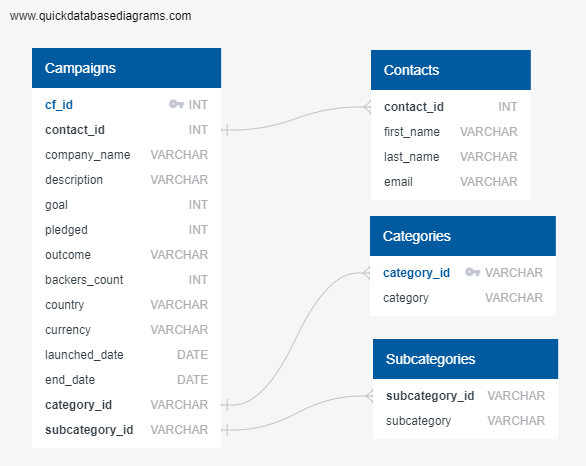 www.quickdatabasediagrams.com
Campaigns
cf_id INT
contact_id INT
company_name VARCHAR
description VARCHAR
goal INT
pledged INT
outcome VARCHAR
backers_count INT
country VARCHAR
currency VARCHAR
launched_date DATE
end_date DATE
category_id VARCHAR
subcategory_id VARCHAR
Contacts
contact_id INT
first_name VARCHAR
last_name VARCHAR
email VARCHAR
Categories
category_id VARCHAR
category VARCHAR
Subcategories
subcategory_id VARCHAR
subcategory VARCHAR